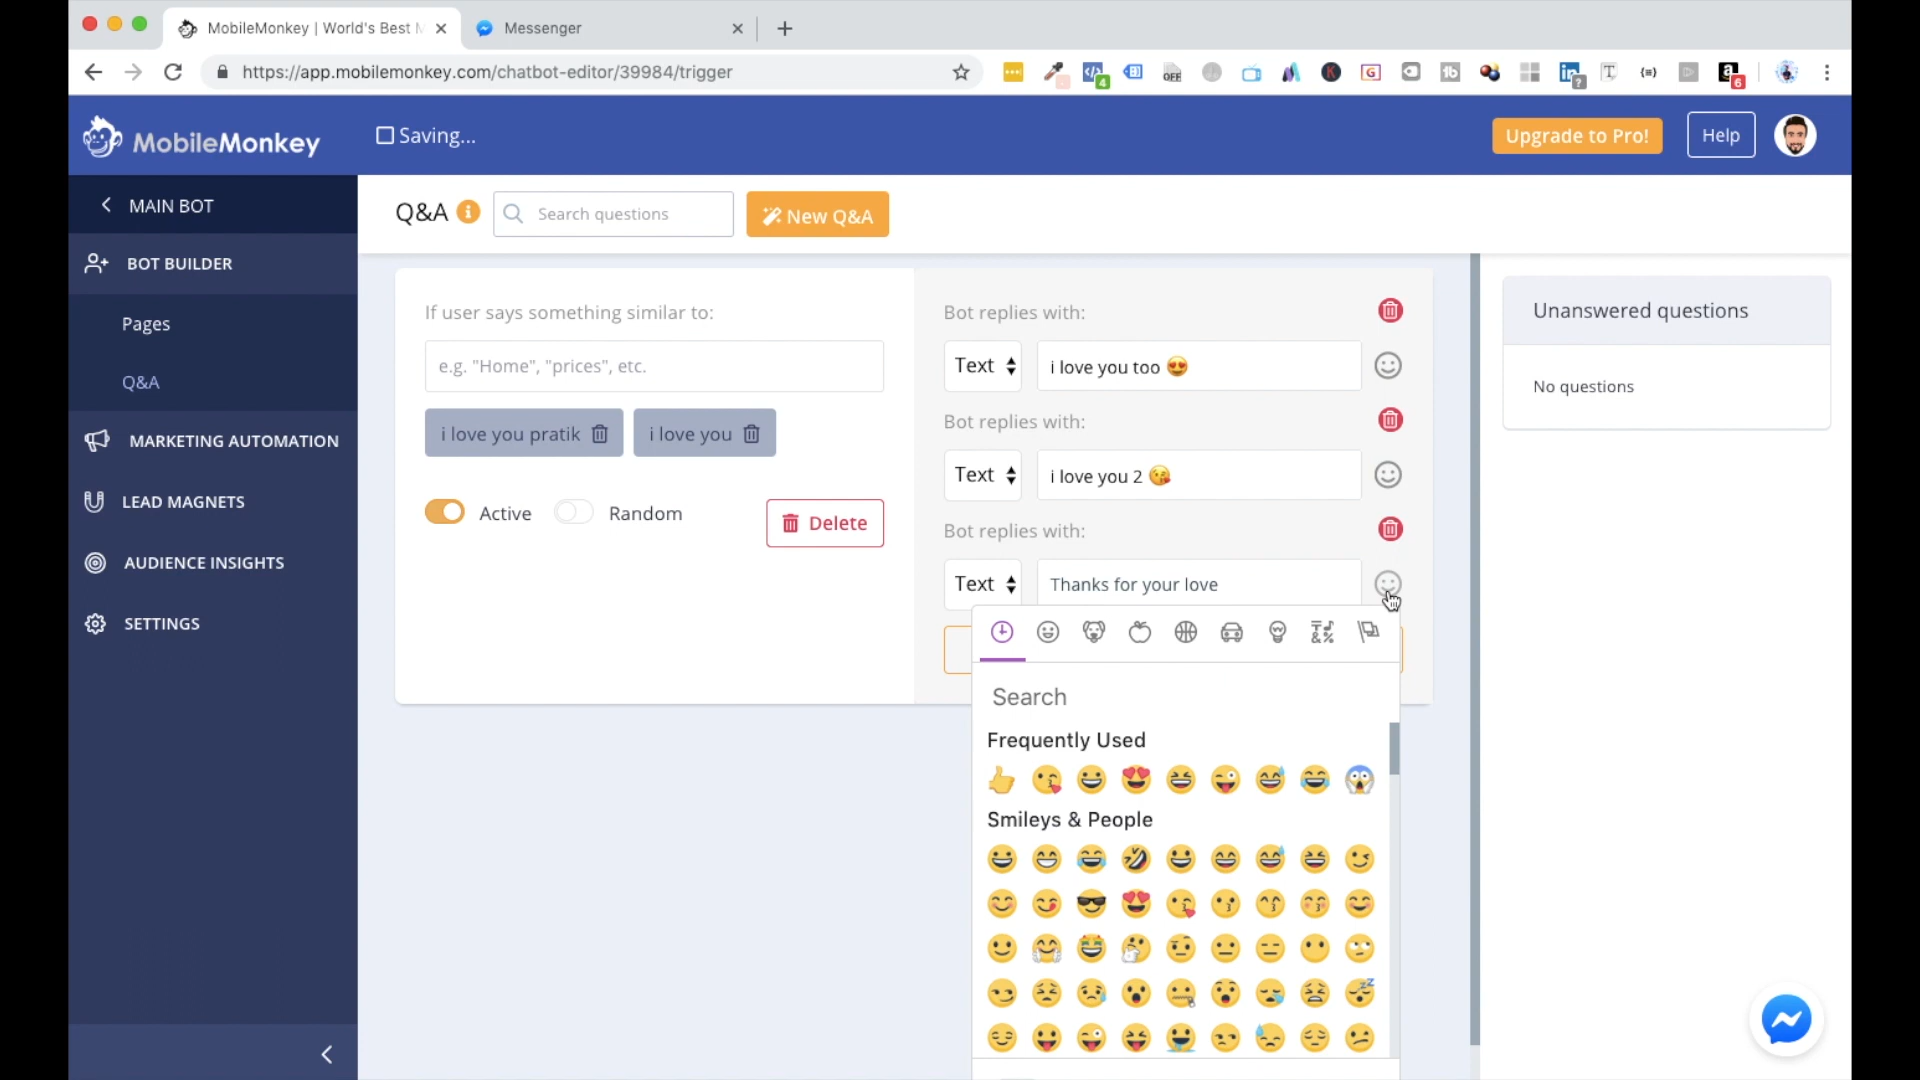 MobileMonkey | World's Best M
Messenger
https://app.mobilemonkey.com/chatbot-editor/39984/trigger
MobileMonkey
Saving...
Upgrade to Pro!
Help
MAIN BOT
BOT BUILDER
Pages
Q&A
MARKETING AUTOMATION
LEAD MAGNETS
AUDIENCE INSIGHTS
SETTINGS
Q&A
Search questions
New Q&A
If user says something similar to:
e.g. "Home", "prices", etc.
i love you pratik
i love you
Active
Random
Delete
Bot replies with:
Text
i love you too 😍
Bot replies with:
Text
i love you 2 😘
Bot replies with:
Text
Thanks for your love
Search
Frequently Used
Smileys & People
Unanswered questions
No questions